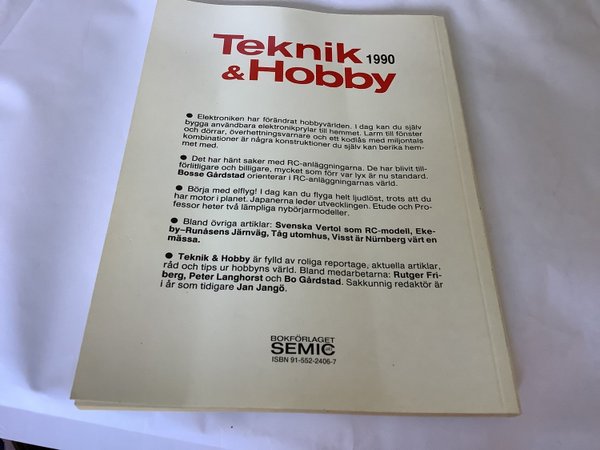 Teknik 1990
& Hobby
● Elektroniken har förändrat hobbyvärlden. I dag kan du själv
bygga användbara elektronikprylar till hemmet. Larm till fönster
och dörrar, överhettningsvarnare och ett kodlås med miljontals
kombinationer är några konstruktioner du själv kan berika hem-
met med.
● Det har hänt saker med RC-anläggningarna. De har blivit till-
förlitligare och billigare, mycket som förr var lyx är nu standard.
Bosse Gårdstad orienterar i RC-anläggningarnas värld.
● Börja med elflyg! I dag kan du flyga helt ljudlöst, trots att du
har motor i planet. Japanerna leder utvecklingen. Etude och Pro-
fessor heter två lämpliga nybörjarmodeller.
● Bland övriga artiklar: Svenska Vertol som RC-modell, Eke-
by–Runåsens Järnväg, Tåg utomhus, Visst är Nürnberg värt en
mässa.
● Teknik & Hobby är fylld av roliga reportage, aktuella artiklar,
råd och tips ur hobbyns värld. Bland medarbetarna: Rutger Fri-
berg, Peter Langhorst och Bo Gårdstad. Sakkunnig redaktör är
i år som tidigare Jan Jangö.
BOKFÖRLAGET
SEMIC
ISBN 91-552-2406-7